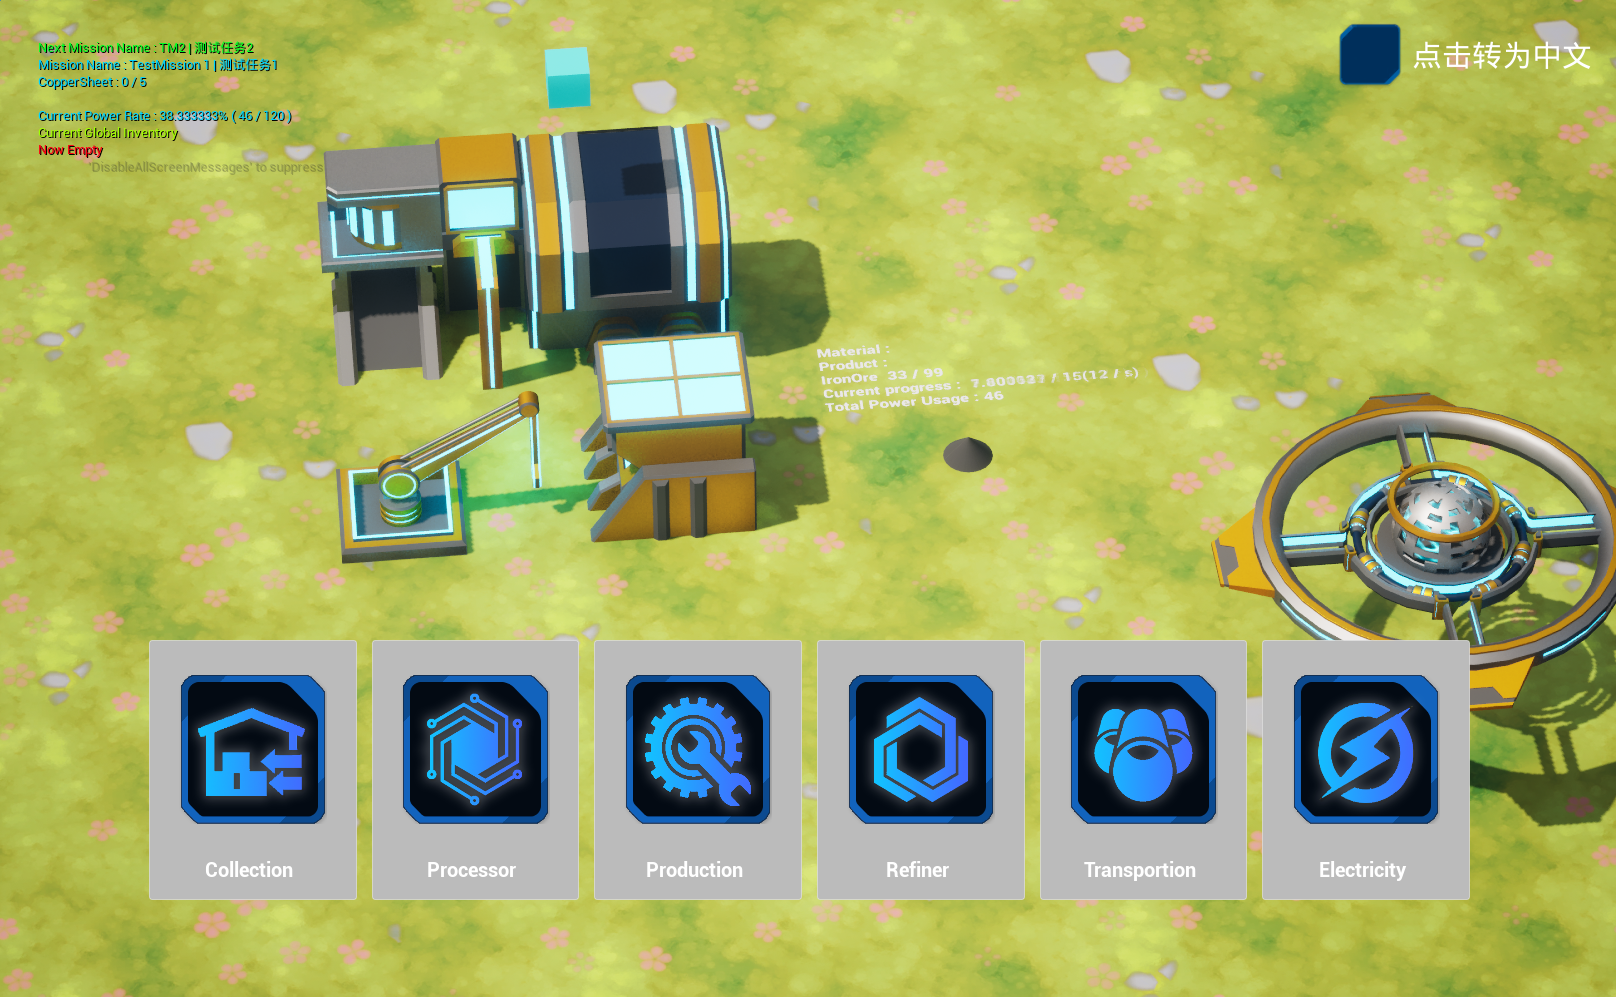 Next Mission Name : TM2 | 测试任务2
Mission Name : TestMission 1 | 测试任务1
CopperSheet : 0 / 5
Current Power Rate : 38.333333% ( 46 / 120 )
Current Global Inventory
Now Empty
'DisableAllScreenMessages' to suppress
点击转为中文
Material :
Product :
IronOre 33 / 99
Current progress : / 15(12 / s)
Total Power Usage : 46
Collection
Processor
Production
Refiner
Transportion
Electricity